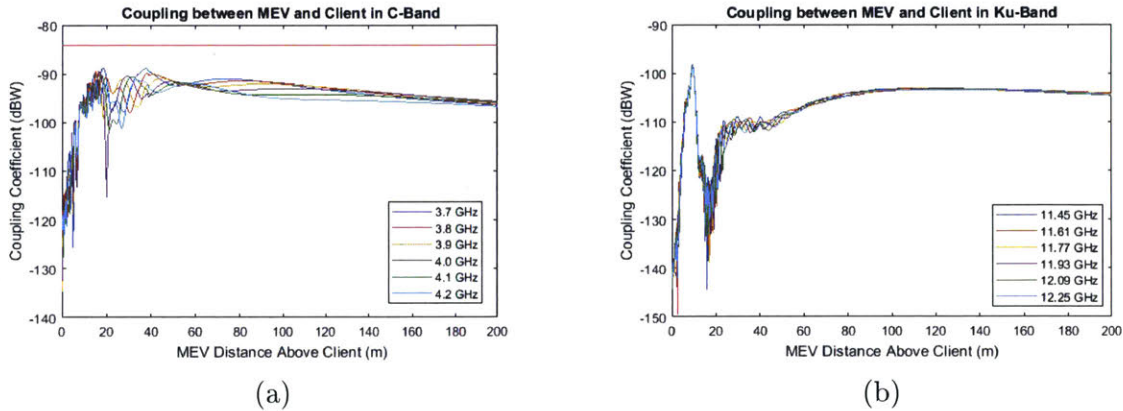 Coupling between MEV and Client in C-Band
Coupling Coefficient (dBW)
-80
-90
-100
-110
-120
-130
-140
3.7 GHz
3.8 GHz
3.9 GHz
4.0 GHz
4.1 GHz
4.2 GHz
0 20 40 60 80 100 120 140 160 180 200
MEV Distance Above Client (m)
(a)
Coupling between MEV and Client in Ku-Band
Coupling Coefficient (dBW)
-90
-100
-110
-120
-130
-140
-150
11.45 GHz
11.61 GHz
11.77 GHz
11.93 GHz
12.09 GHz
12.25 GHz
0 20 40 60 80 100 120 140 160 180 200
MEV Distance Above Client (m)
(b)